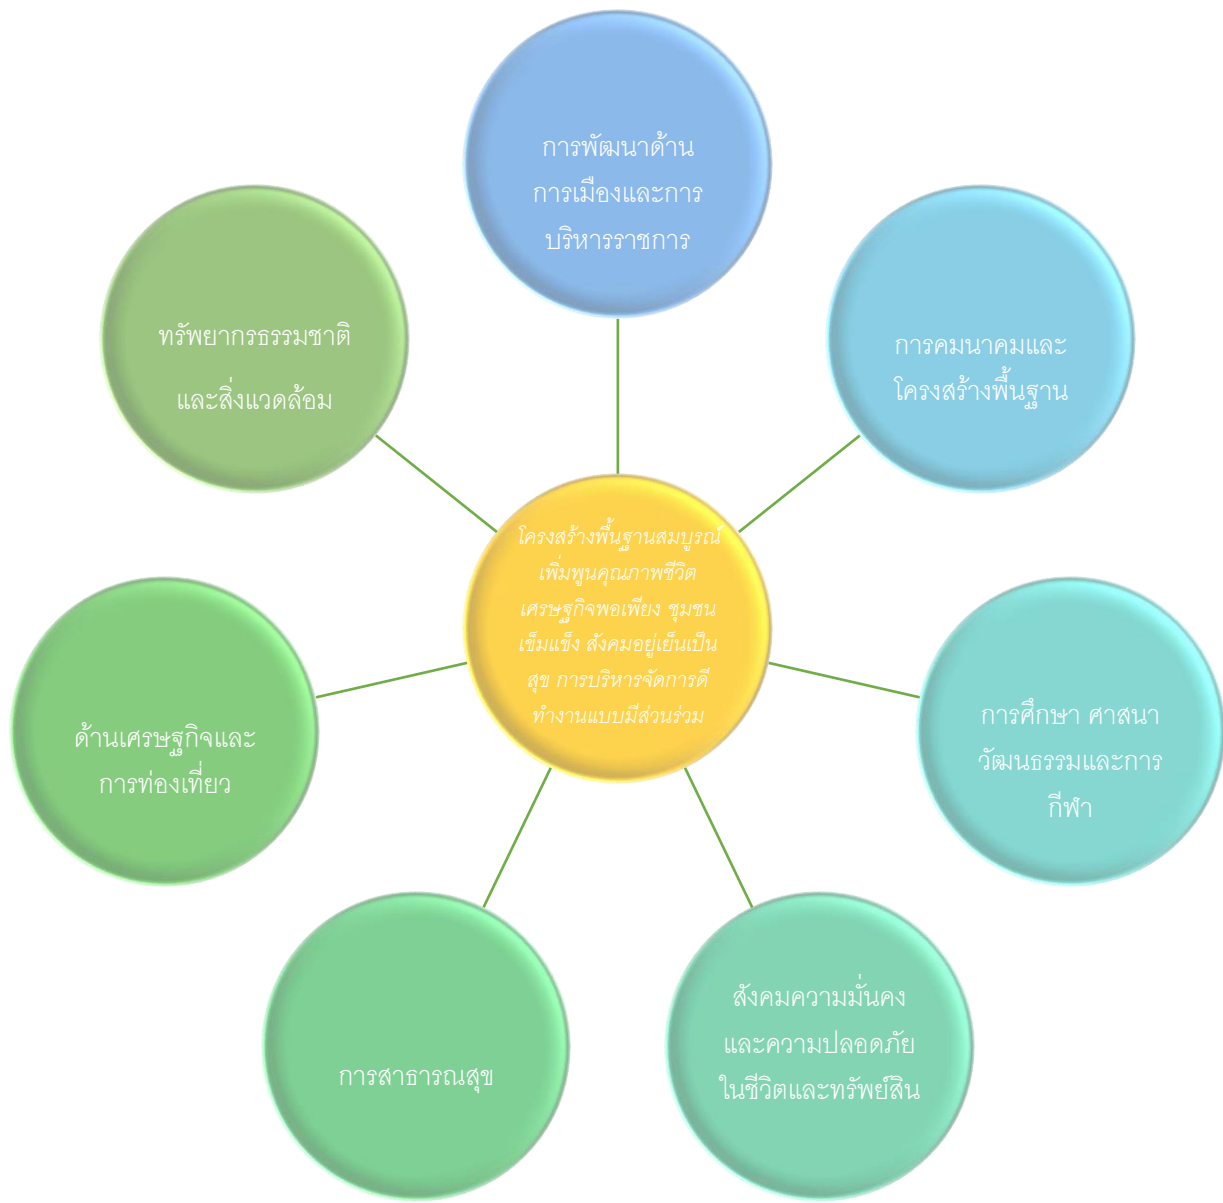 การพัฒนาด้าน
การเมืองและการ
บริหารราชการ
การคมนาคมและ
โครงสร้างพื้นฐาน
การศึกษา ศาสนา
วัฒนธรรมและการ
กีฬา
สังคมความมั่นคง
และความปลอดภัย
ในชีวิตและทรัพย์สิน
การสาธารณสุข
ด้านเศรษฐกิจและ
การท่องเที่ยว
ทรัพยากรธรรมชาติ
และสิ่งแวดล้อม
โครงสร้างพื้นฐานสมบูรณ์
เพิ่มพูนคุณภาพชีวิต
เศรษฐกิจพอเพียง ชุมชน
เข็มแข็ง สังคมอยู่เย็นเป็น
สุข การบริหารจัดการดี
ทำงานแบบมีส่วนร่วม